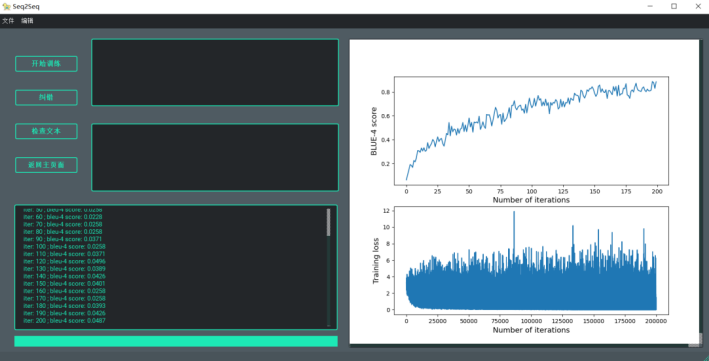 Seq2Seq
文件 编辑
开始训练
纠错
检查文本
返回主页面
iter: 60 ; bleu-4 score: 0.0228
iter: 70 ; bleu-4 score: 0.0258
iter: 80 ; bleu-4 score: 0.0258
iter: 90 ; bleu-4 score: 0.0371
iter: 100 ; bleu-4 score: 0.0258
iter: 110 ; bleu-4 score: 0.0371
iter: 120 ; bleu-4 score: 0.0496
iter: 130 ; bleu-4 score: 0.0389
iter: 140 ; bleu-4 score: 0.0426
iter: 150 ; bleu-4 score: 0.0401
iter: 160 ; bleu-4 score: 0.0258
iter: 170 ; bleu-4 score: 0.0258
iter: 180 ; bleu-4 score: 0.0393
iter: 190 ; bleu-4 score: 0.0426
iter: 200 ; bleu-4 score: 0.0487
BLUE-4 score
0.8
0.6
0.4
0.2
0 25 50 75 100 125 150 175 200
Number of iterations
Training loss
12
10
8
6
4
2
0
0 25000 50000 75000 100000 125000 150000 175000 200000
Number of iterations